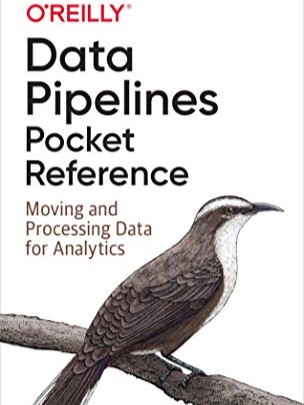 O'REILLY®
Data
Pipelines
Pocket
Reference
Moving and
Processing Data
for Analytics